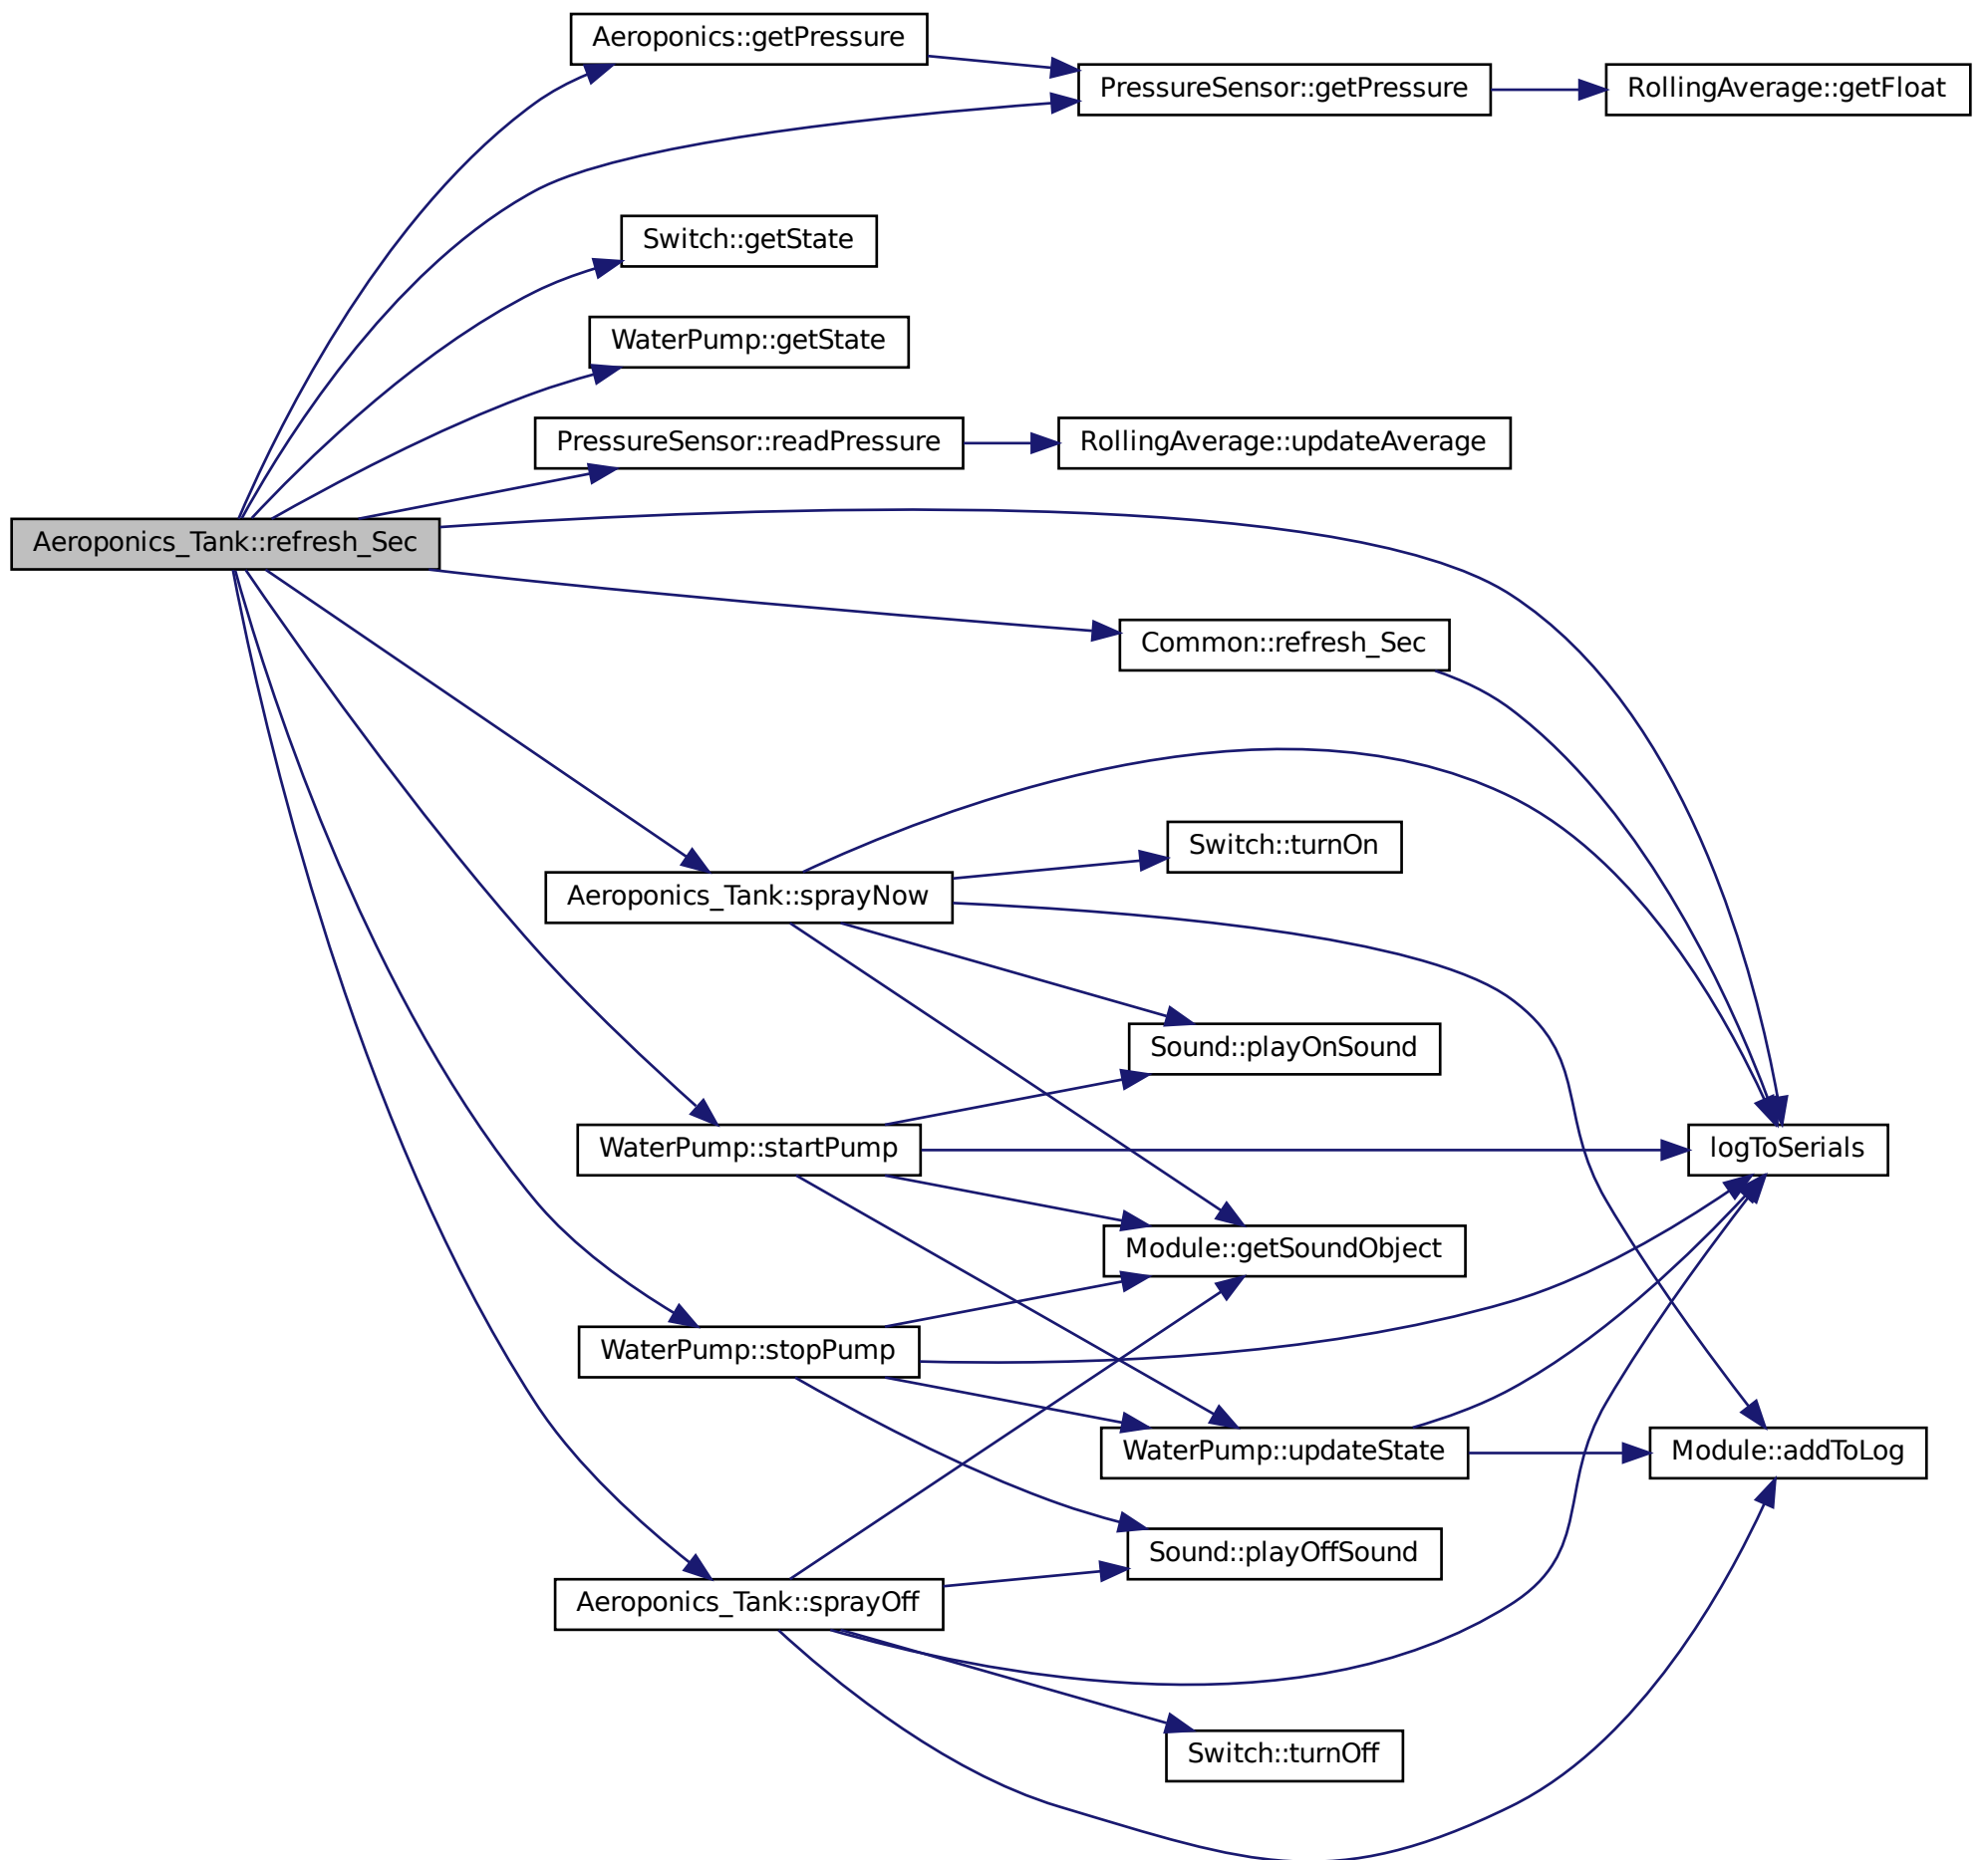 Aeroponics::getPressure
PressureSensor::getPressure
RollingAverage::getFloat
Switch::getState
WaterPump::getState
PressureSensor::readPressure
RollingAverage::updateAverage
Aeroponics_Tank::refresh_Sec
Common::refresh_Sec
Switch::turnOn
Aeroponics_Tank::sprayNow
Sound::playOnSound
WaterPump::startPump
logToSerials
Module::getSoundObject
WaterPump::stopPump
WaterPump::updateState
Module::addToLog
Sound::playOffSound
Aeroponics_Tank::sprayOff
Switch::turnOff